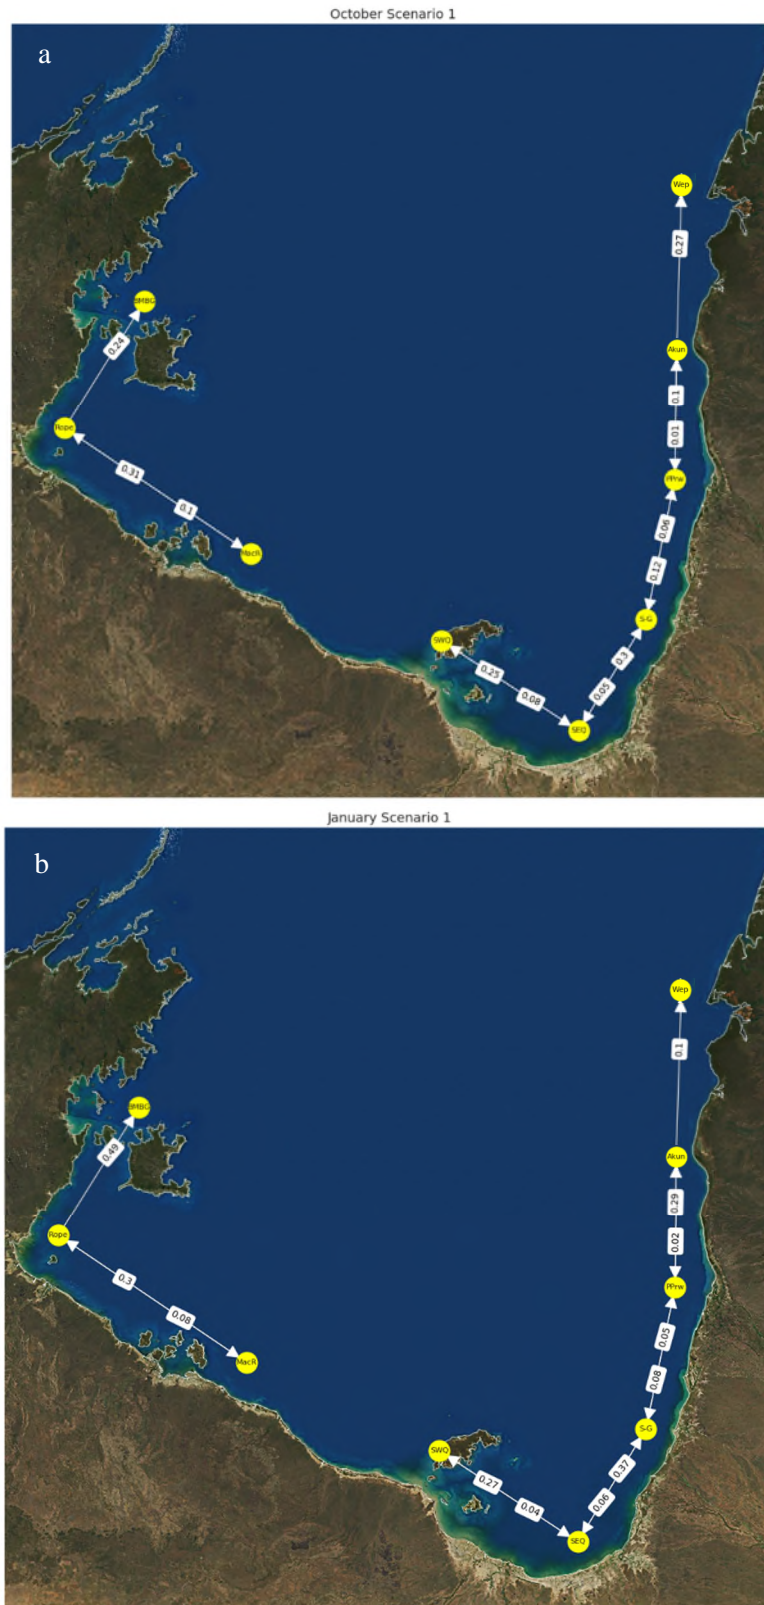 October Scenario 1
a
Wep
0.27
BMBG
0.24
Akun
0.1
0.01
Rope
0.31
0.1
MacR
PPrw
0.06
0.12
S-G
SWQ
0.3
0.25
0.08
0.05
SEQ
January Scenario 1
b
Wep
0.1
BMBG
0.49
Akun
0.29
0.02
Rope
0.3
0.08
MacR
PPrw
0.05
0.08
S-G
SWQ
0.37
0.27
0.04
0.06
SEQ